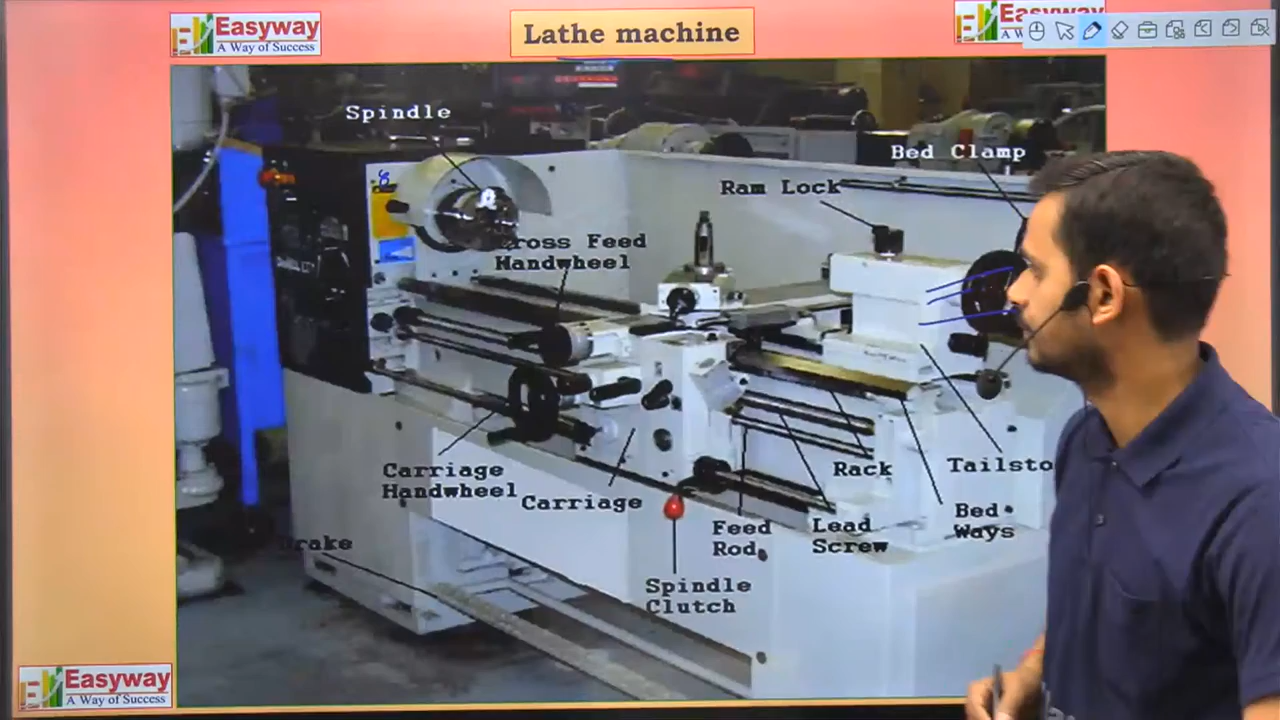 Easyway
A Way of Success
Lathe machine
Easyway
Spindle
Bed Clamp
Ram Lock
Cross Feed
Handwheel
Carriage
Handwheel
Carriage
Rack
Tailsto
Feed
Rod
Lead
Screw
Bed
Ways
Brake
Spindle
Clutch
Easyway
A Way of Success